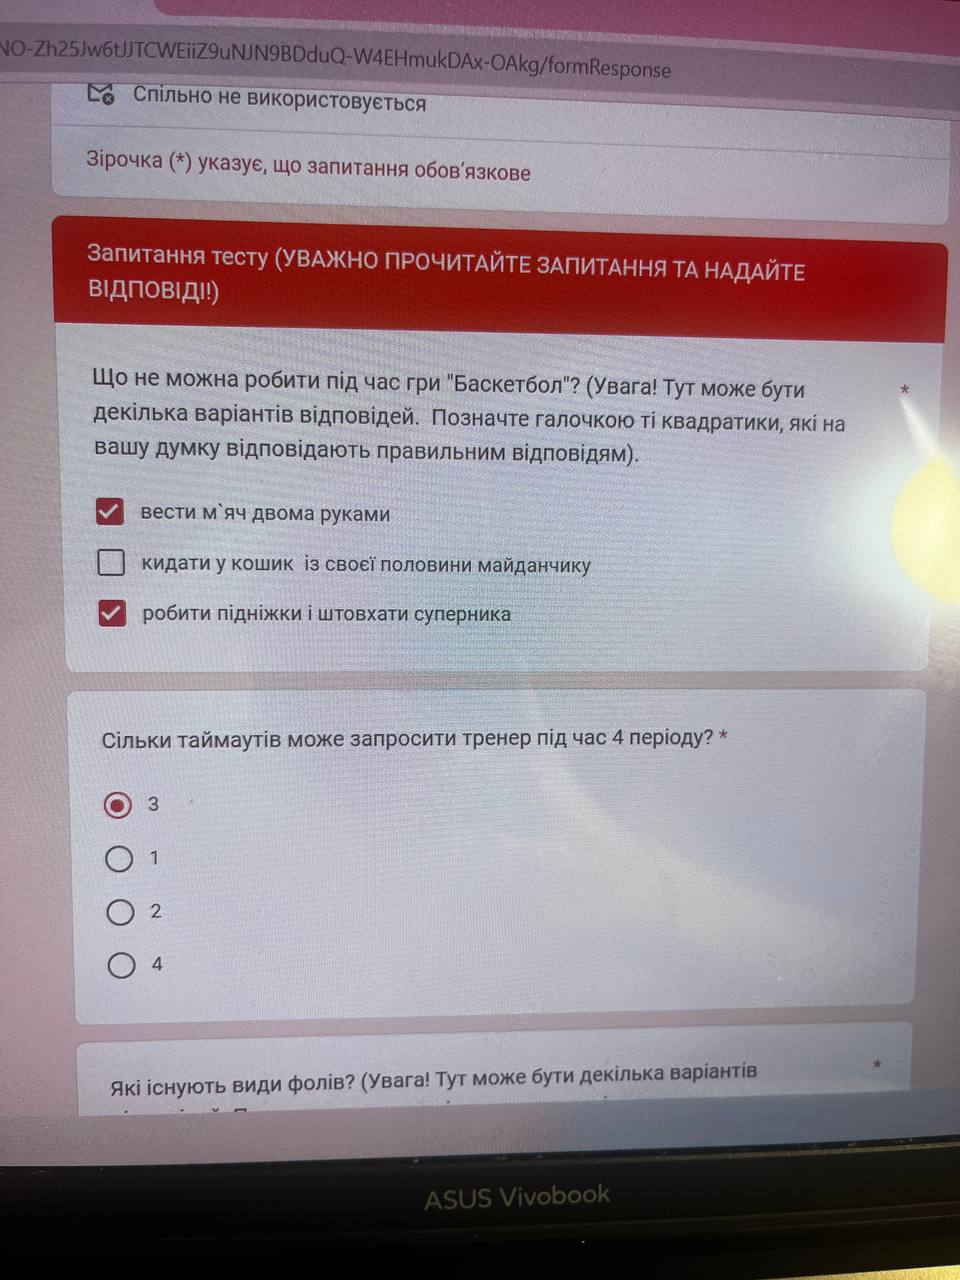 NO-Zh25Jw6tJJTCWEiiZ9uNJN9BDduQ-W4EHmukDAx-OAkg/formResponse
Спільно не використовується
Зірочка (*) указує, що запитання обов’язкове
Запитання тесту (УВАЖНО ПРОЧИТАЙТЕ ЗАПИТАННЯ ТА НАДАЙТЕ
ВІДПОВІДІ!)
Що не можна робити під час гри "Баскетбол"? (Увага! Тут може бути *
декілька варіантів відповідей. Позначте галочкою ті квадратики, які на
вашу думку відповідають правильним відповідям).
вести м`яч двома руками
кидати у кошик із своєї половини майданчику
робити підніжки і штовхати суперника
Сільки таймаутів може запросити тренер під час 4 періоду? *
3
1
2
4
Які існують види фолів? (Увага! Тут може бути декілька варіантів *
ASUS Vivobook